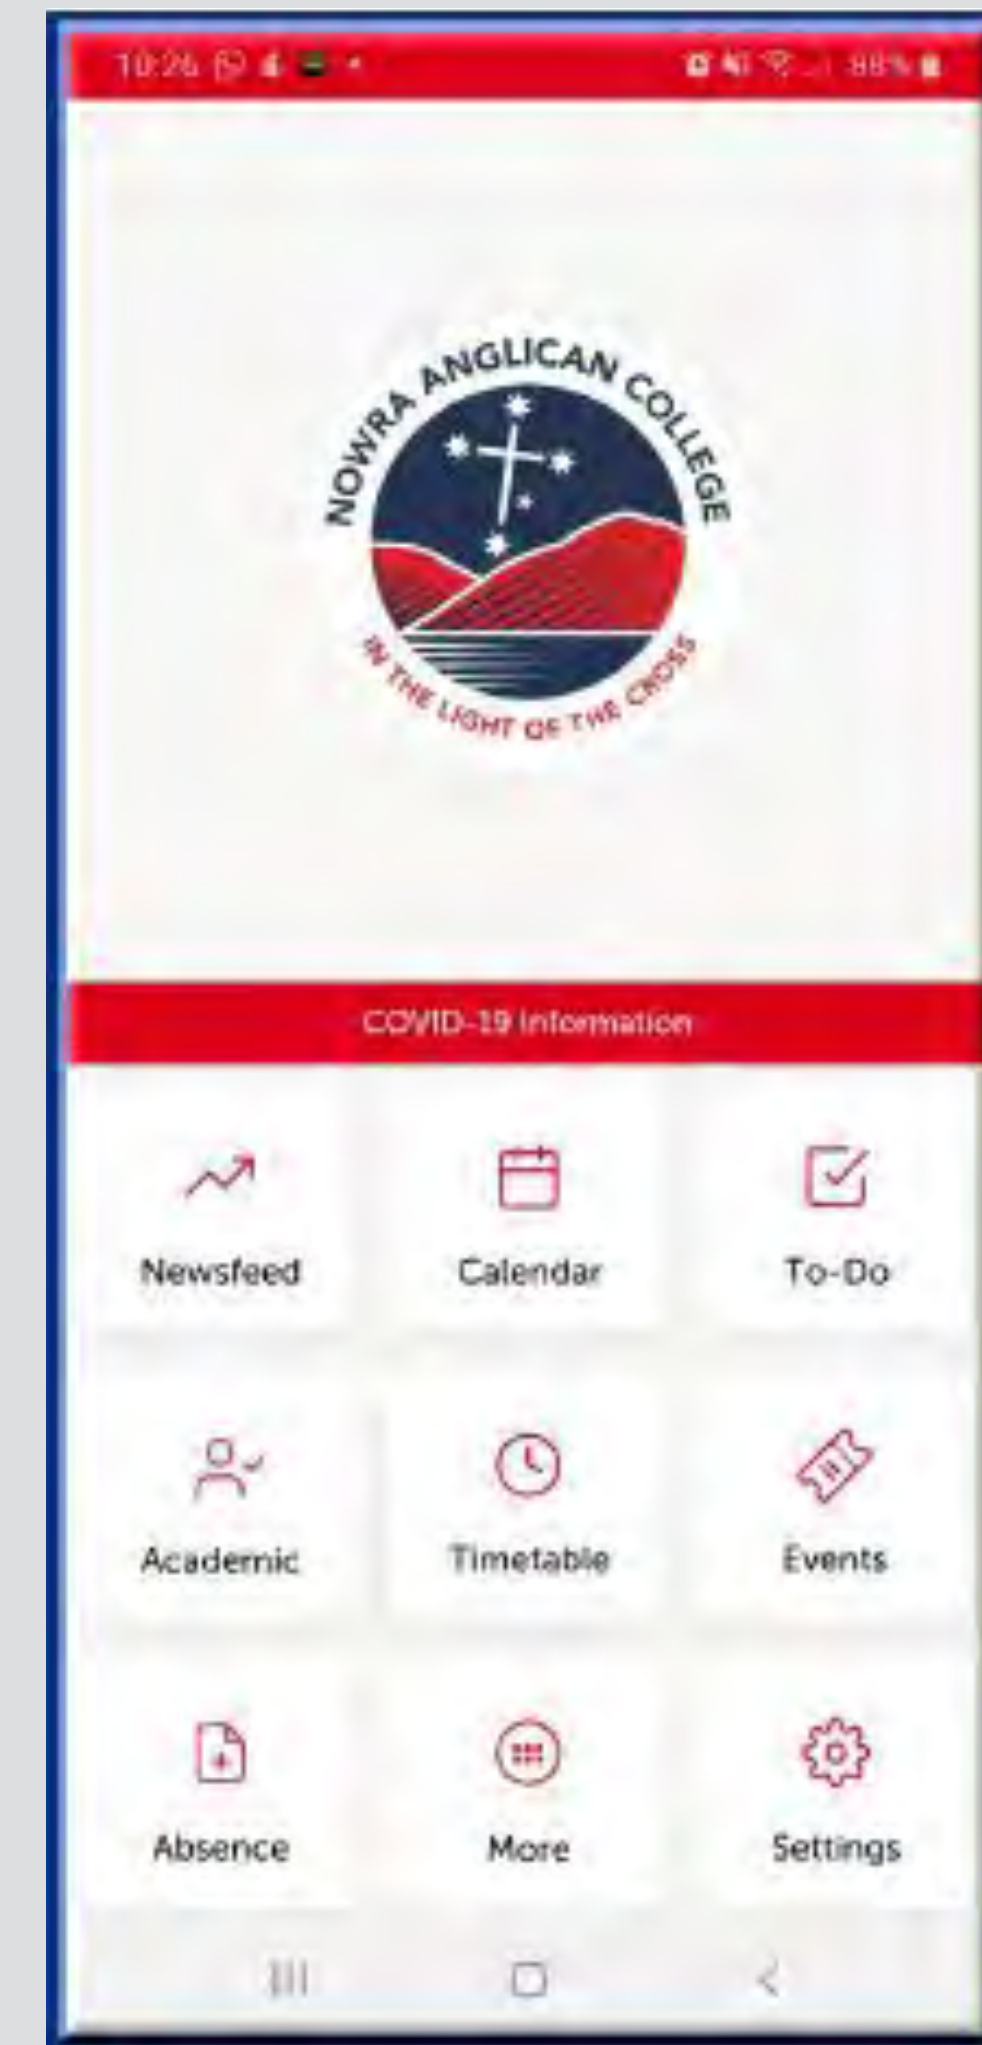 10:26 88%
NOWRA ANGLICAN COLLEGE
IN THE LIGHT OF THE CROSS
COVID-19 Information
Newsfeed Calendar To-Do
Academic Timetable Events
Absence More Settings